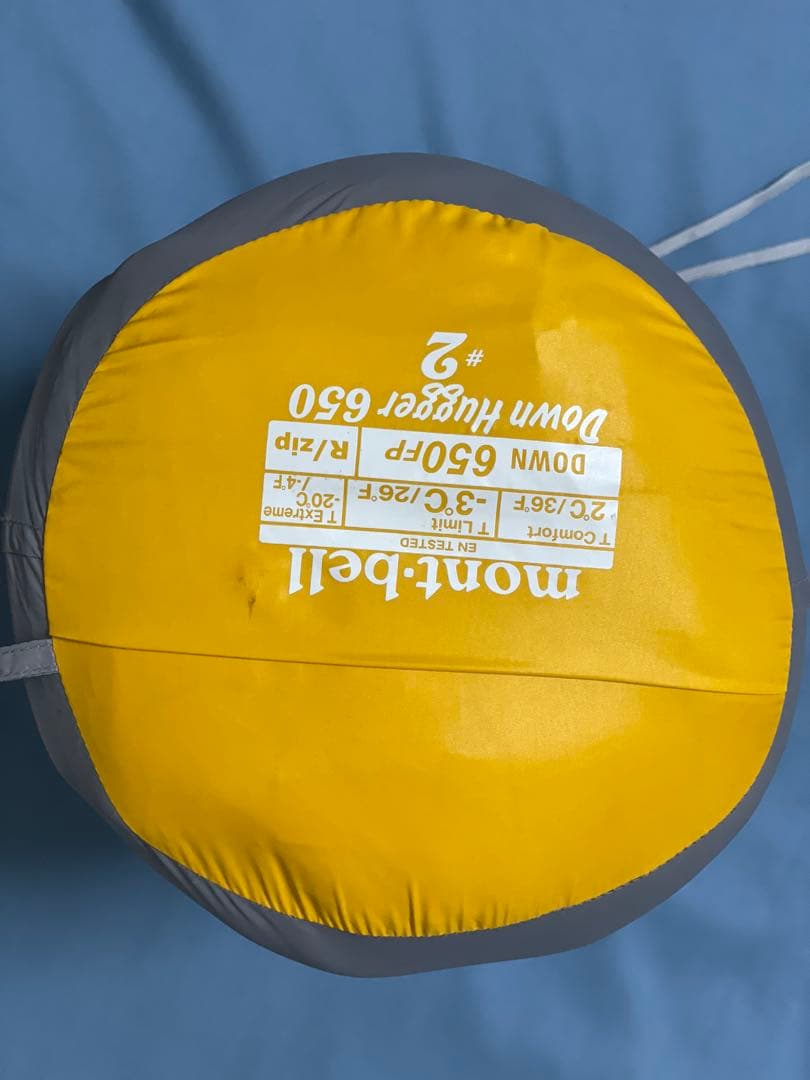 mont·bell
EN TESTED
T Comfort T Limit T Extreme
2°C/36°F -3°C/26°F -20°C/-4°F
DOWN 650FP R/zip
Down Hugger 650
#2